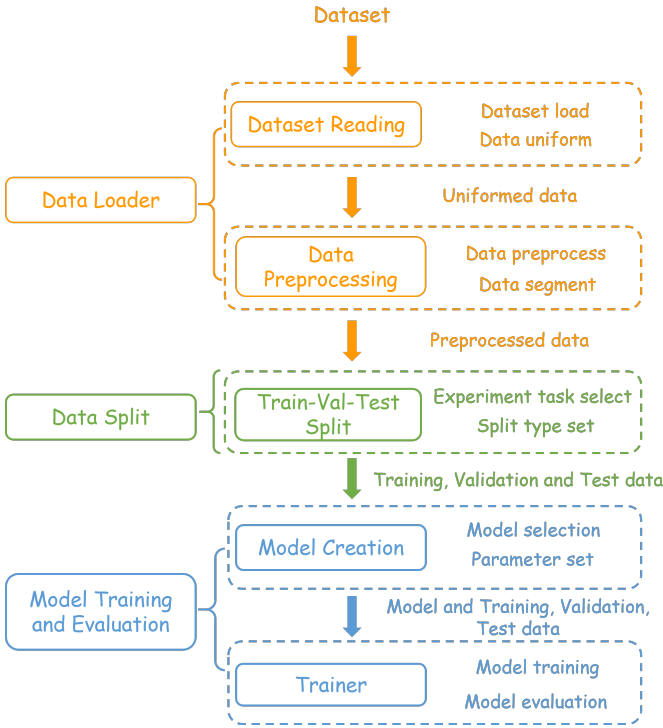 Dataset
Dataset Reading
Dataset load
Data uniform
Data Loader
Uniformed data
Data
Preprocessing
Data preprocess
Data segment
Preprocessed data
Data Split
Train-Val-Test
Split
Experiment task select
Split type set
Training, Validation and Test data
Model Creation
Model selection
Parameter set
Model Training
and Evaluation
Model and Training, Validation,
Test data
Trainer
Model training
Model evaluation